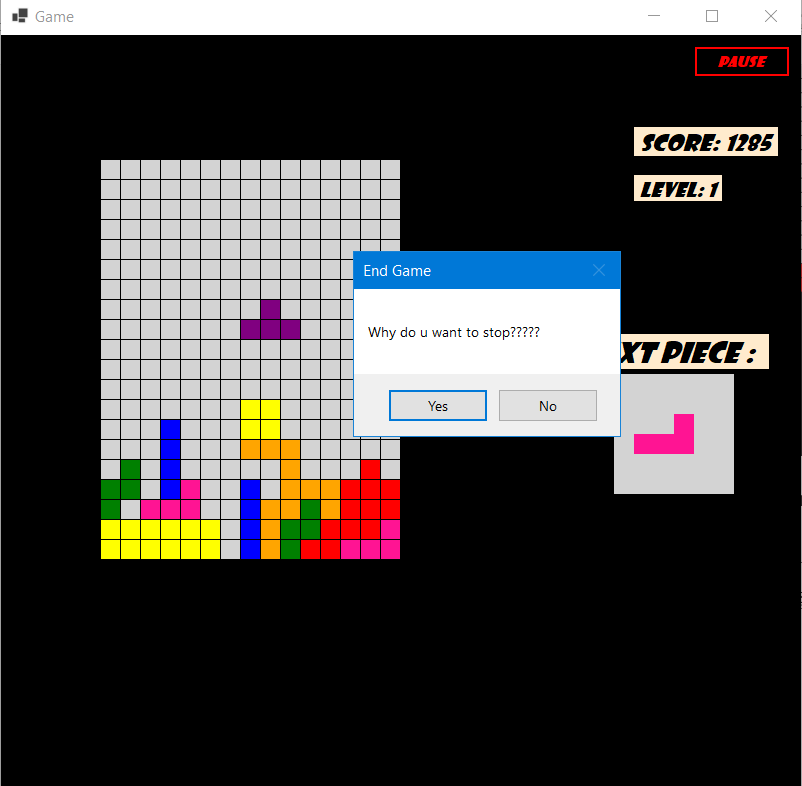 Game
PAUSE
SCORE: 1285
LEVEL: 1
End Game
Why do u want to stop?????
Yes
No
XT PIECE :